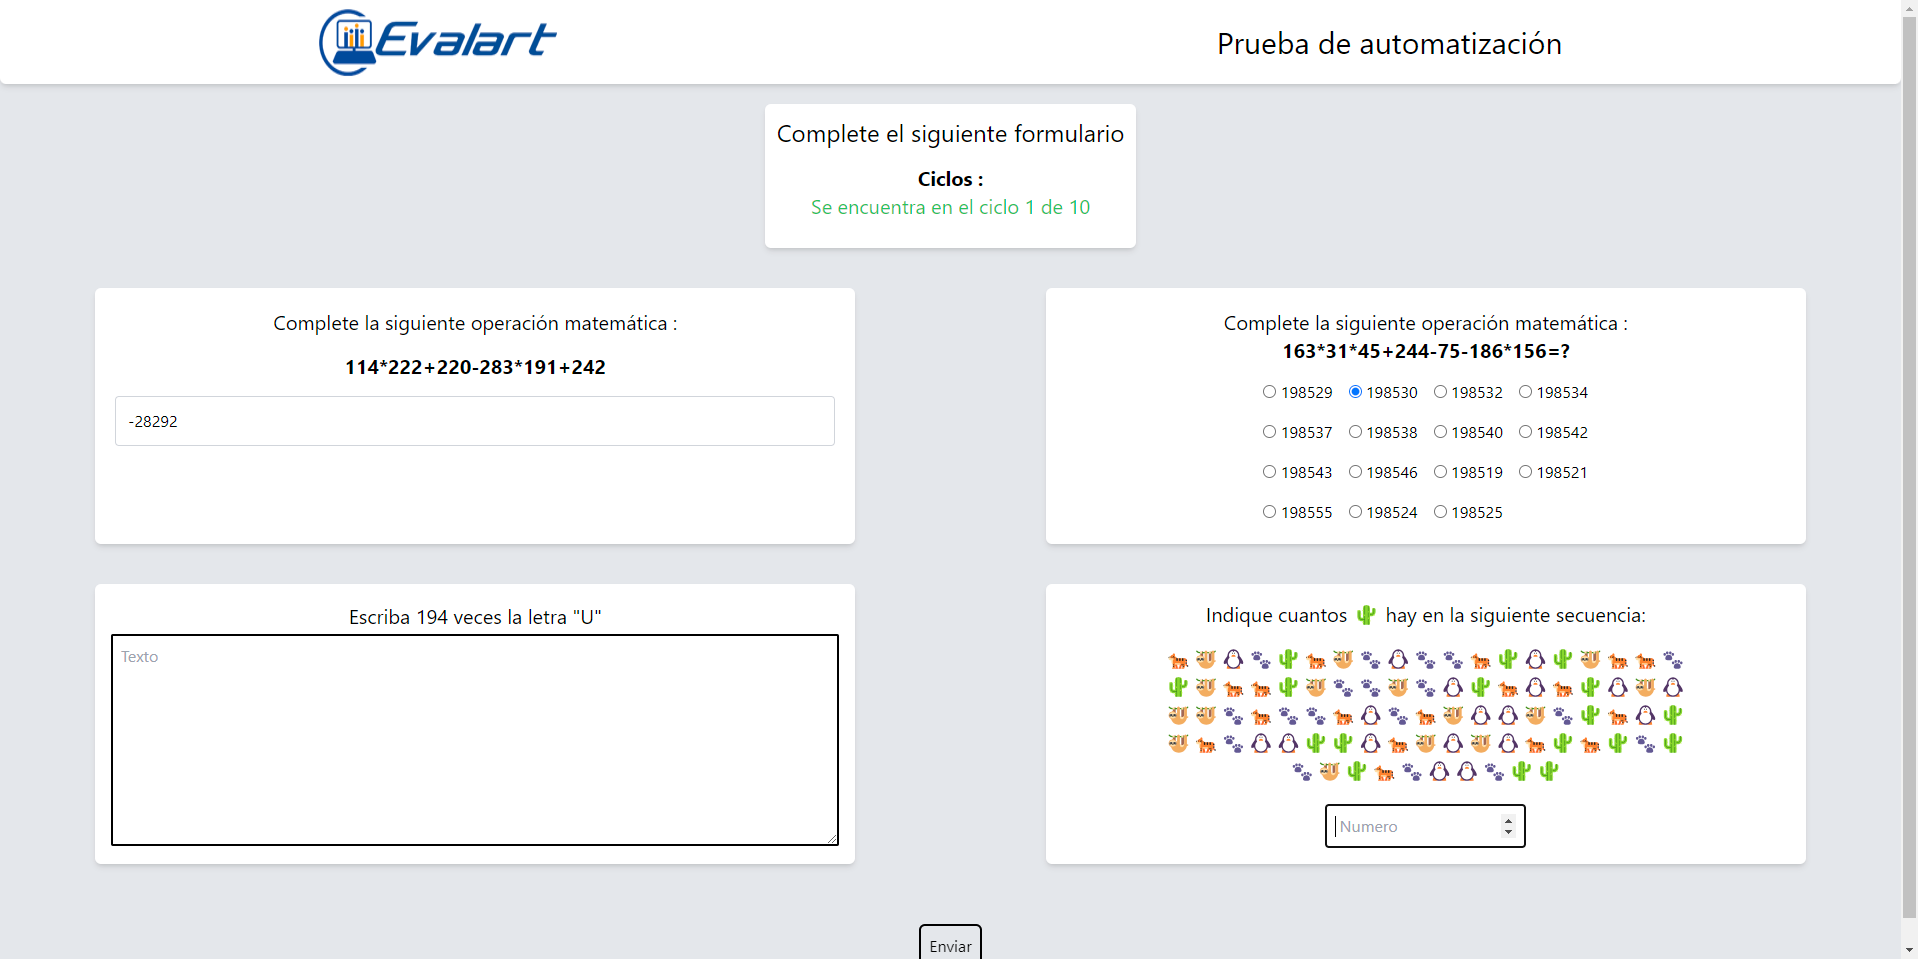 Evalart
Prueba de automatización
Complete el siguiente formulario
Ciclos :
Se encuentra en el ciclo 1 de 10
Complete la siguiente operación matemática :
114*222+220-283*191+242
-28292
Complete la siguiente operación matemática :
163*31*45+244-75-186*156=?
198529 198530 198532 198534
198537 198538 198540 198542
198543 198546 198519 198521
198555 198524 198525
Escriba 194 veces la letra "U"
Texto
Indique cuantos 🌵 hay en la siguiente secuencia:
Numero
Enviar